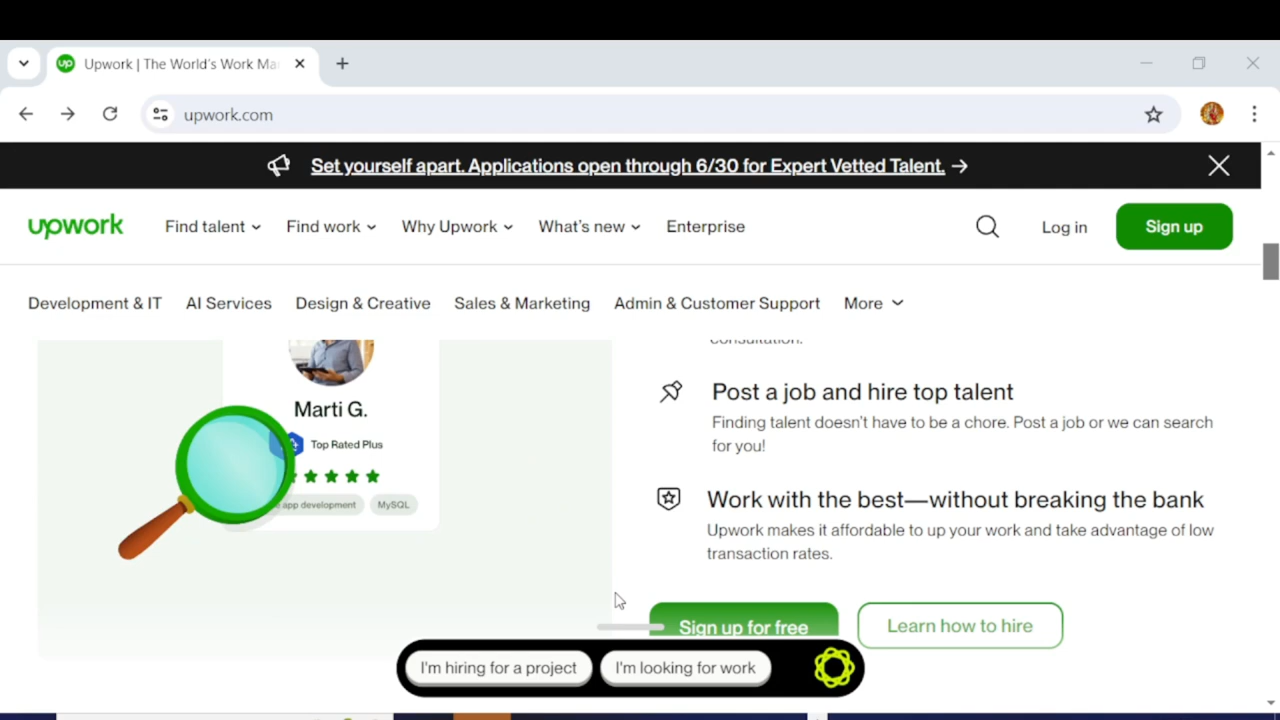 Upwork | The World's Work Ma
upwork.com
Set yourself apart. Applications open through 6/30 for Expert Vetted Talent. →
upwork Find talent Find work Why Upwork What's new Enterprise Log in Sign up
Development & IT AI Services Design & Creative Sales & Marketing Admin & Customer Support More
consultation.
Marti G.
Top Rated Plus
app development MySQL
Post a job and hire top talent
Finding talent doesn't have to be a chore. Post a job or we can search
for you!
Work with the best—without breaking the bank
Upwork makes it affordable to up your work and take advantage of low
transaction rates.
Sign up for free Learn how to hire
I'm hiring for a project I'm looking for work